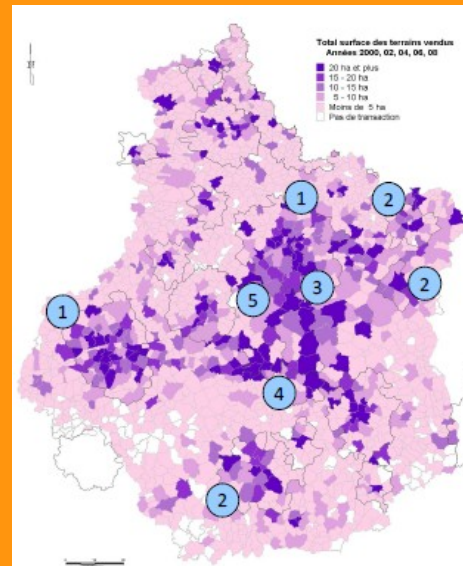 Total surface des terrains vendus
Années 2000, 02, 04, 06, 08
20 ha et plus
15 - 20 ha
10 - 15 ha
5 - 10 ha
Moins de 5 ha
Pas de transaction
1
2
1
5
3
2
4
2